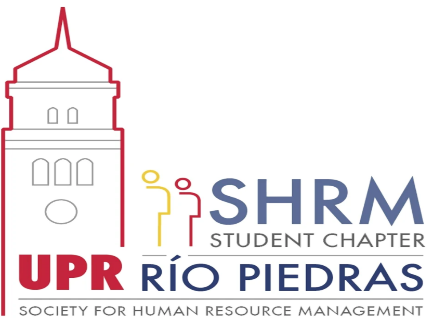 SHRM
STUDENT CHAPTER
UPR RÍO PIEDRAS
SOCIETY FOR HUMAN RESOURCE MANAGEMENT